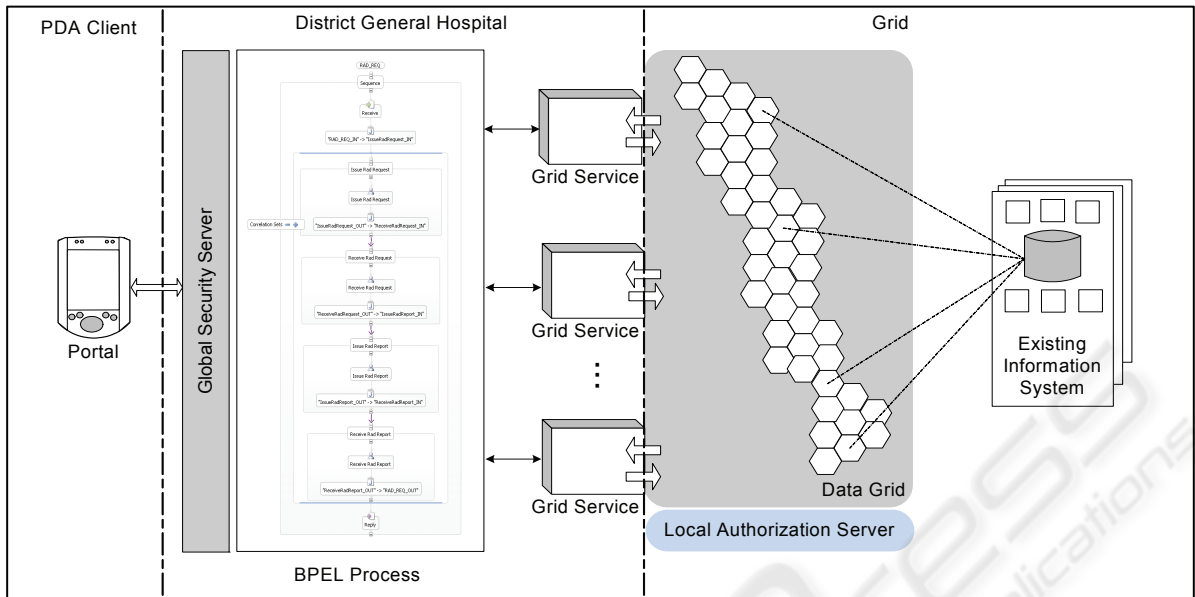 PDA Client
District General Hospital
Grid
Global Security Server
RAD_REQ
Sequence
Receive
"RAD_REQ_IN" -> "IssueRadRequest_IN"
Issue Rad Request
Issue Rad Request
Correlation Sets
"IssueRadRequest_OUT" -> "ReceiveRadRequest_IN"
Receive Rad Request
Receive Rad Request
"ReceiveRadRequest_OUT" -> "IssueRadReport_IN"
Issue Rad Report
Issue Rad Report
"IssueRadReport_OUT" -> "ReceiveRadReport_IN"
Receive Rad Report
Receive Rad Report
"ReceiveRadReport_OUT" -> "RAD_REQ_OUT"
Reply
BPEL Process
Portal
Grid Service
Grid Service
Grid Service
Data Grid
Local Authorization Server
Existing
Information
System